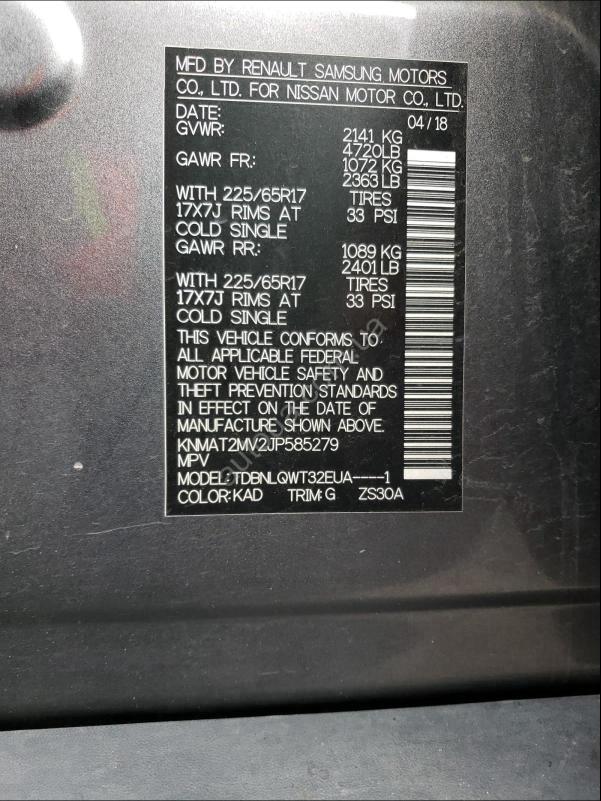 MFD BY RENAULT SAMSUNG MOTORS
CO., LTD. FOR NISSAN MOTOR CO., LTD.
DATE: 04/18
GVWR: 2141 KG
4720LB
GAWR FR.: 1072 KG
2363LB
WITH 225/65R17 TIRES
17X7J RIMS AT 33 PSI
COLD SINGLE
GAWR RR.: 1089 KG
2401LB
WITH 225/65R17 TIRES
17X7J RIMS AT 33 PSI
COLD SINGLE
THIS VEHICLE CONFORMS TO
ALL APPLICABLE FEDERAL
MOTOR VEHICLE SAFETY AND
THEFT PREVENTION STANDARDS
IN EFFECT ON THE DATE OF
MANUFACTURE SHOWN ABOVE.
KNMAT2MV2JP585279
MPV
MODEL:TDBNLQWT32EUA----1
COLOR:KAD TRIM:G ZS30A